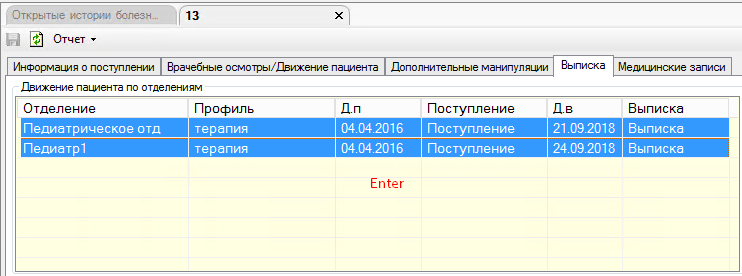 Открытые истории болезн... 13
Отчет
Информация о поступлении Врачебные осмотры/Движение пациента Дополнительные манипуляции Выписка Медицинские записи
Движение пациента по отделениям
Отделение Профиль Д.п Поступление Д.в Выписка
Педиатрическое отд терапия 04.04.2016 Поступление 21.09.2018 Выписка
Педиатр1 терапия 04.04.2016 Поступление 24.09.2018 Выписка
Enter